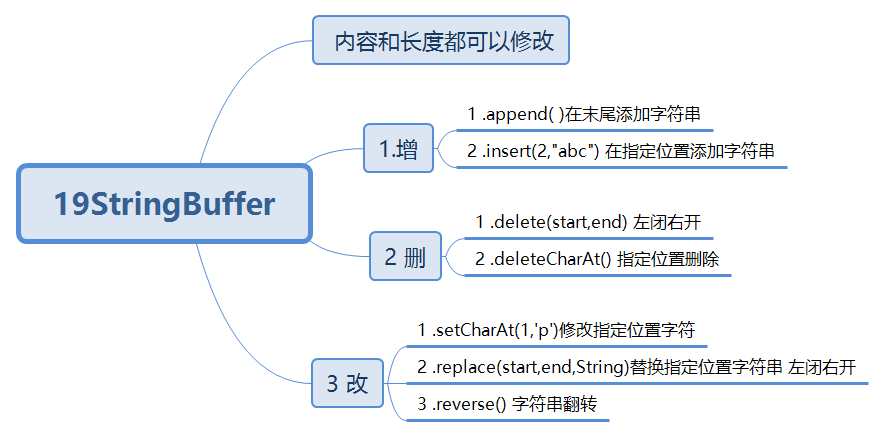 内容和长度都可以修改
1 .append( )在末尾添加字符串
1.增
2 .insert(2,"abc") 在指定位置添加字符串
19StringBuffer
1 .delete(start,end) 左闭右开
2 删
2 .deleteCharAt() 指定位置删除
1 .setCharAt(1,'p')修改指定位置字符
3 改
2 .replace(start,end,String)替换指定位置字符串 左闭右开
3 .reverse() 字符串翻转